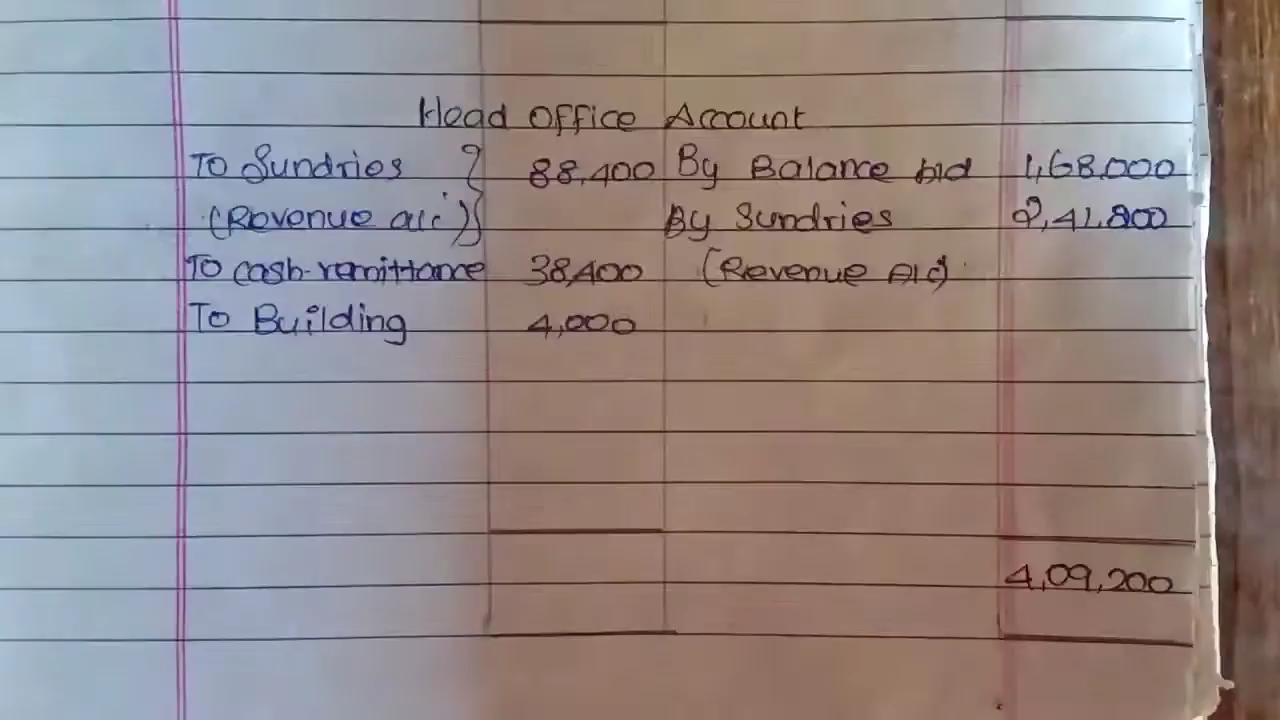 Head Office Account
To Sundries } 88,400 By Balance b/d 1,68,000
(Revenue a/c) } By Sundries 2,41,200
To cash remittance 38,400 (Revenue A/c)
To Building 4,000
4,09,200